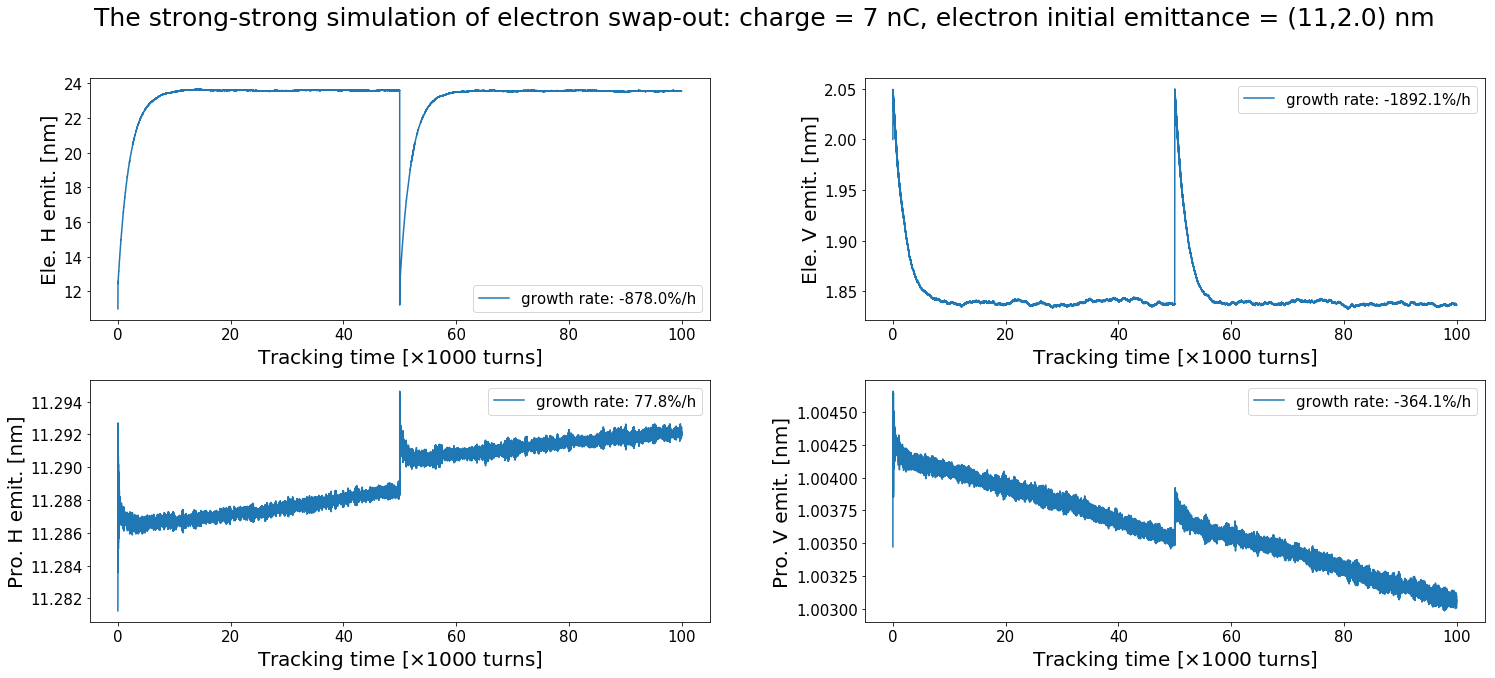 The strong-strong simulation of electron swap-out: charge = 7 nC, electron initial emittance = (11,2.0) nm
Ele. H emit. [nm]
24
22
20
18
16
14
12
growth rate: -878.0%/h
0 20 40 60 80 100
Tracking time [×1000 turns]
Ele. V emit. [nm]
2.05
2.00
1.95
1.90
1.85
growth rate: -1892.1%/h
0 20 40 60 80 100
Tracking time [×1000 turns]
Pro. H emit. [nm]
11.294
11.292
11.290
11.288
11.286
11.284
11.282
growth rate: 77.8%/h
0 20 40 60 80 100
Tracking time [×1000 turns]
Pro. V emit. [nm]
1.00450
1.00425
1.00400
1.00375
1.00350
1.00325
1.00300
growth rate: -364.1%/h
0 20 40 60 80 100
Tracking time [×1000 turns]